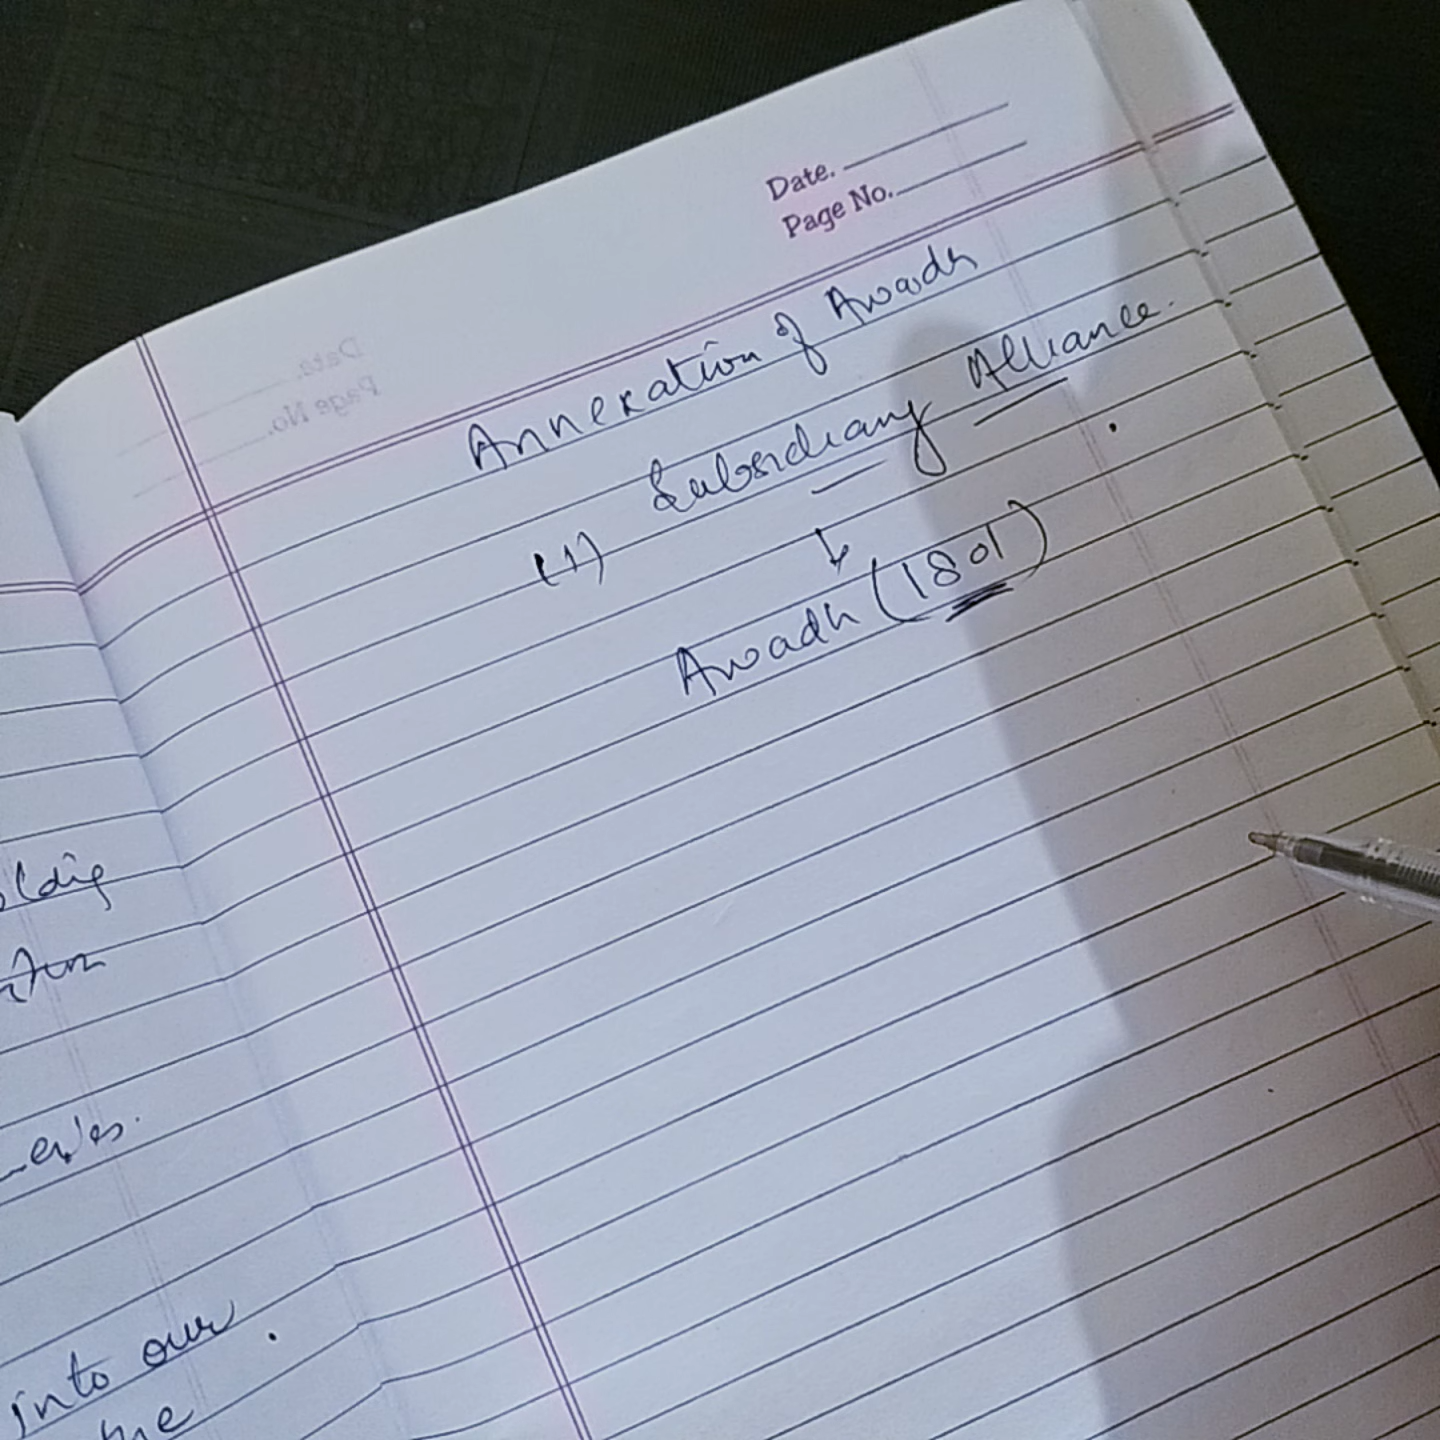 Date.
Page No.
Annexation of Awadh
(1) Subsidiary Alliance.
Awadh (1801)
into our